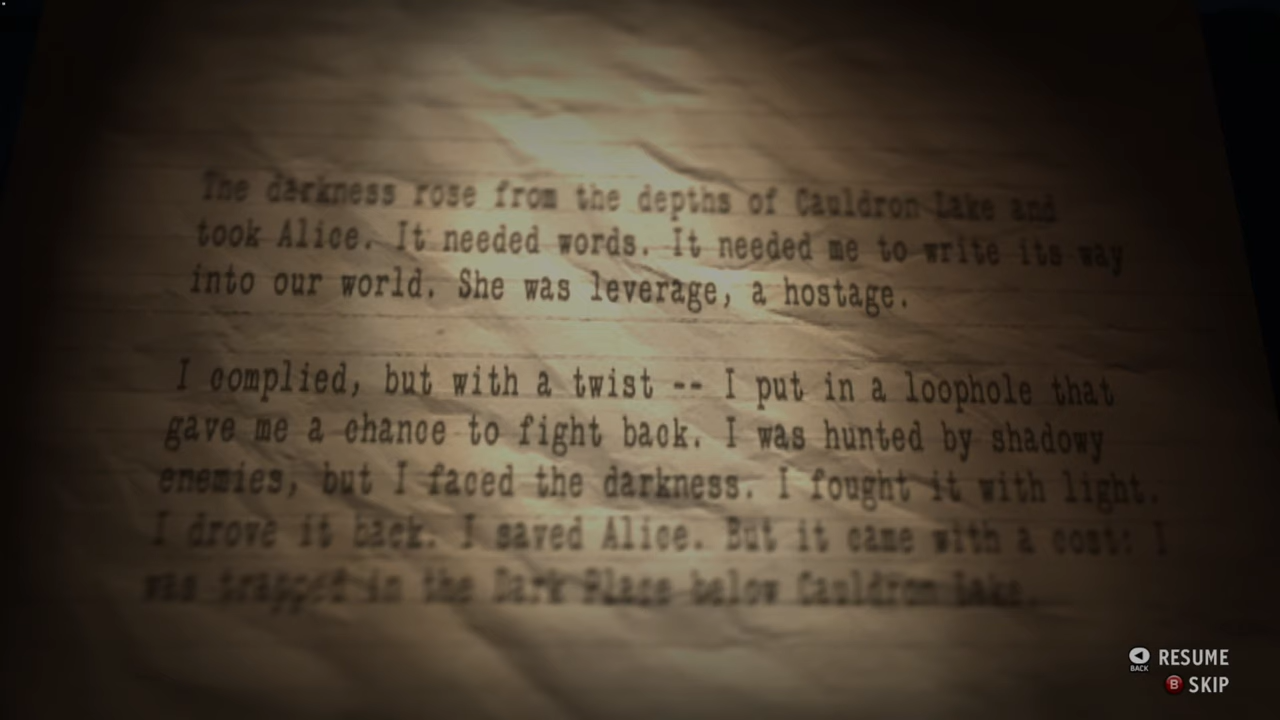 The darkness rose from the depths of Cauldron Lake and
took Alice. It needed words. It needed me to write its way
into our world. She was leverage, a hostage.
I complied, but with a twist -- I put in a loophole that
gave me a chance to fight back. I was hunted by shadowy
enemies, but I faced the darkness. I fought it with light.
I drove it back. I saved Alice. But it came with a cost: I
was trapped in the Dark Place below Cauldron Lake.
BACK RESUME
B SKIP